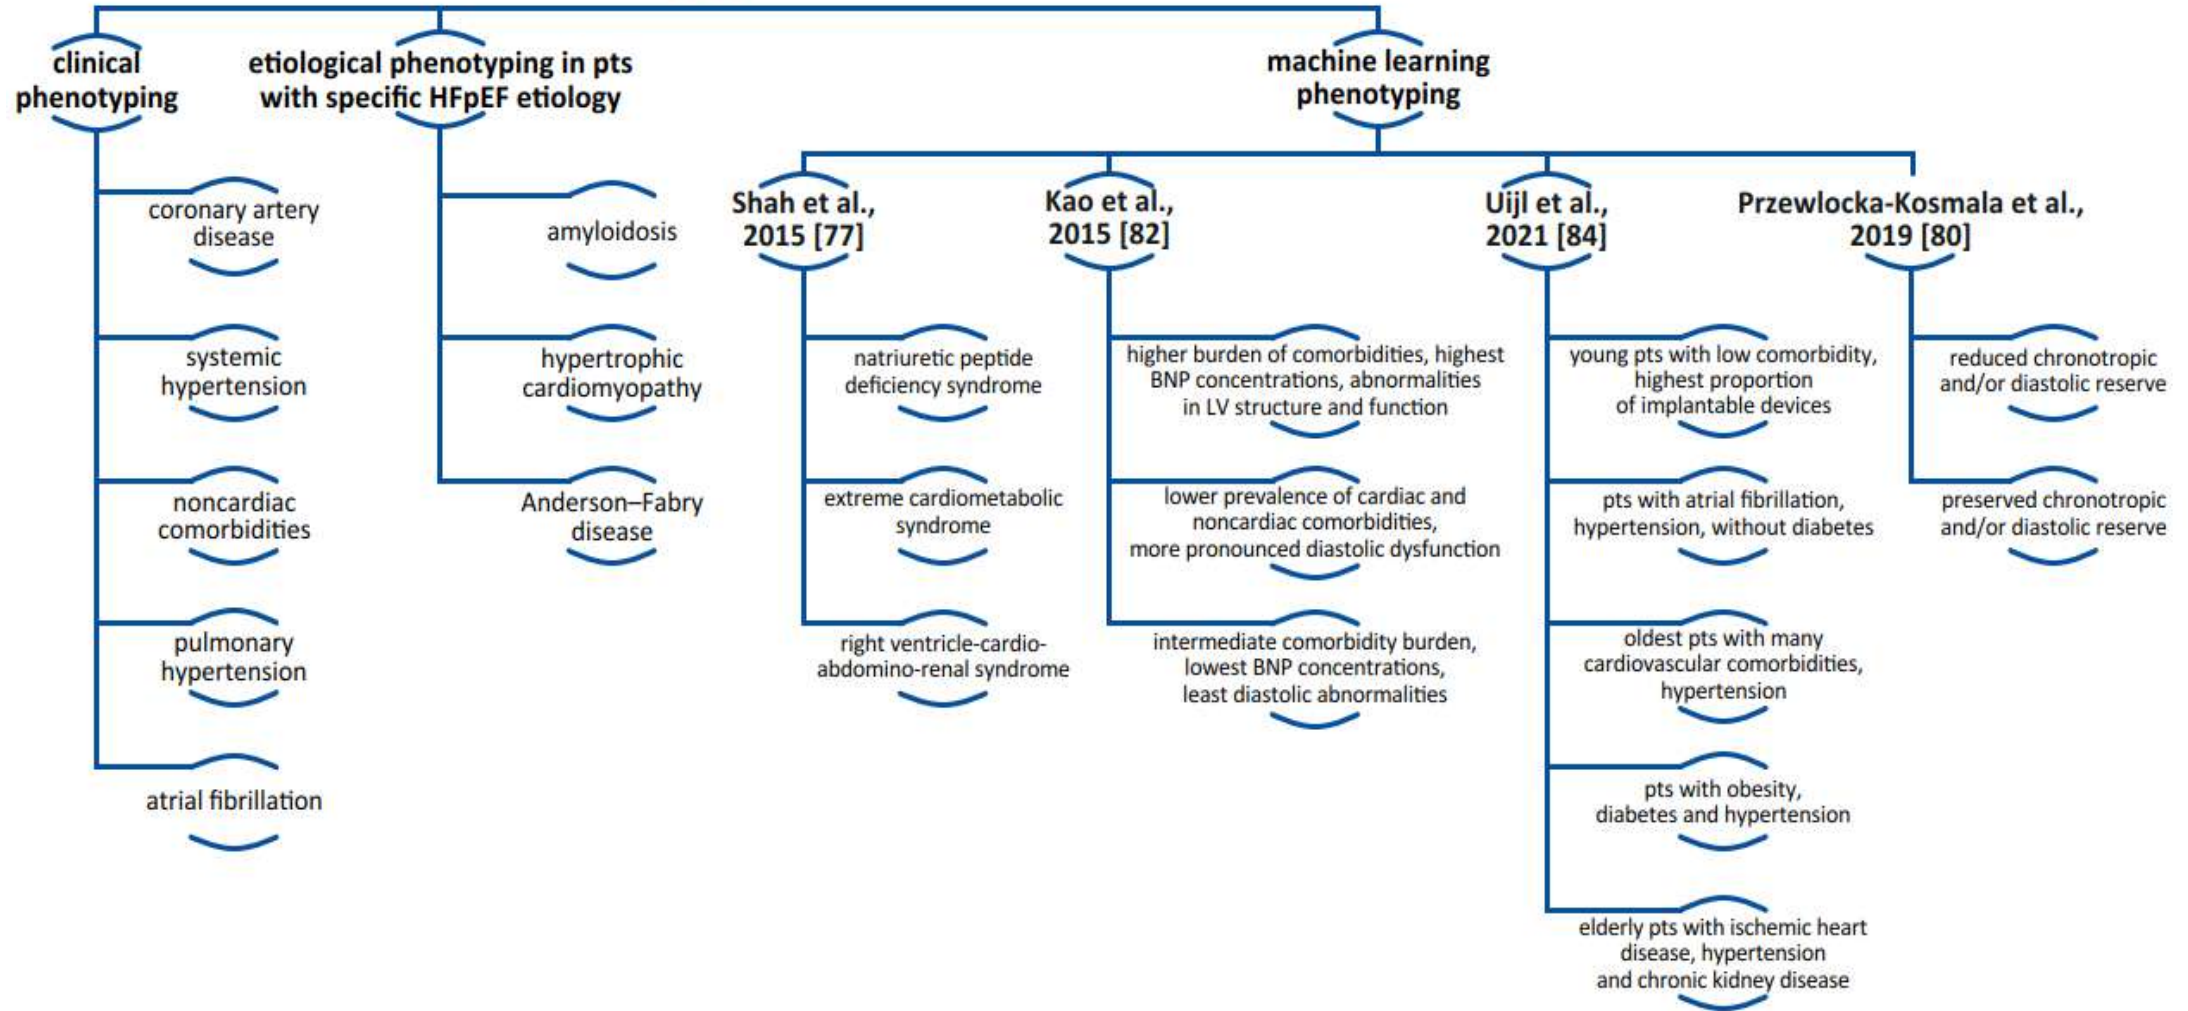 clinical
phenotyping
coronary artery
disease
systemic
hypertension
noncardiac
comorbidities
pulmonary
hypertension
atrial fibrillation
etiological phenotyping in pts
with specific HFpEF etiology
amyloidosis
hypertrophic
cardiomyopathy
Anderson–Fabry
disease
machine learning
phenotyping
Shah et al.,
2015 [77]
natriuretic peptide
deficiency syndrome
extreme cardiometabolic
syndrome
right ventricle-cardio-
abdomino-renal syndrome
Kao et al.,
2015 [82]
higher burden of comorbidities, highest
BNP concentrations, abnormalities
in LV structure and function
lower prevalence of cardiac and
noncardiac comorbidities,
more pronounced diastolic dysfunction
intermediate comorbidity burden,
lowest BNP concentrations,
least diastolic abnormalities
Uijl et al.,
2021 [84]
young pts with low comorbidity,
highest proportion
of implantable devices
pts with atrial fibrillation,
hypertension, without diabetes
oldest pts with many
cardiovascular comorbidities,
hypertension
pts with obesity,
diabetes and hypertension
elderly pts with ischemic heart
disease, hypertension
and chronic kidney disease
Przewlocka-Kosmala et al.,
2019 [80]
reduced chronotropic
and/or diastolic reserve
preserved chronotropic
and/or diastolic reserve